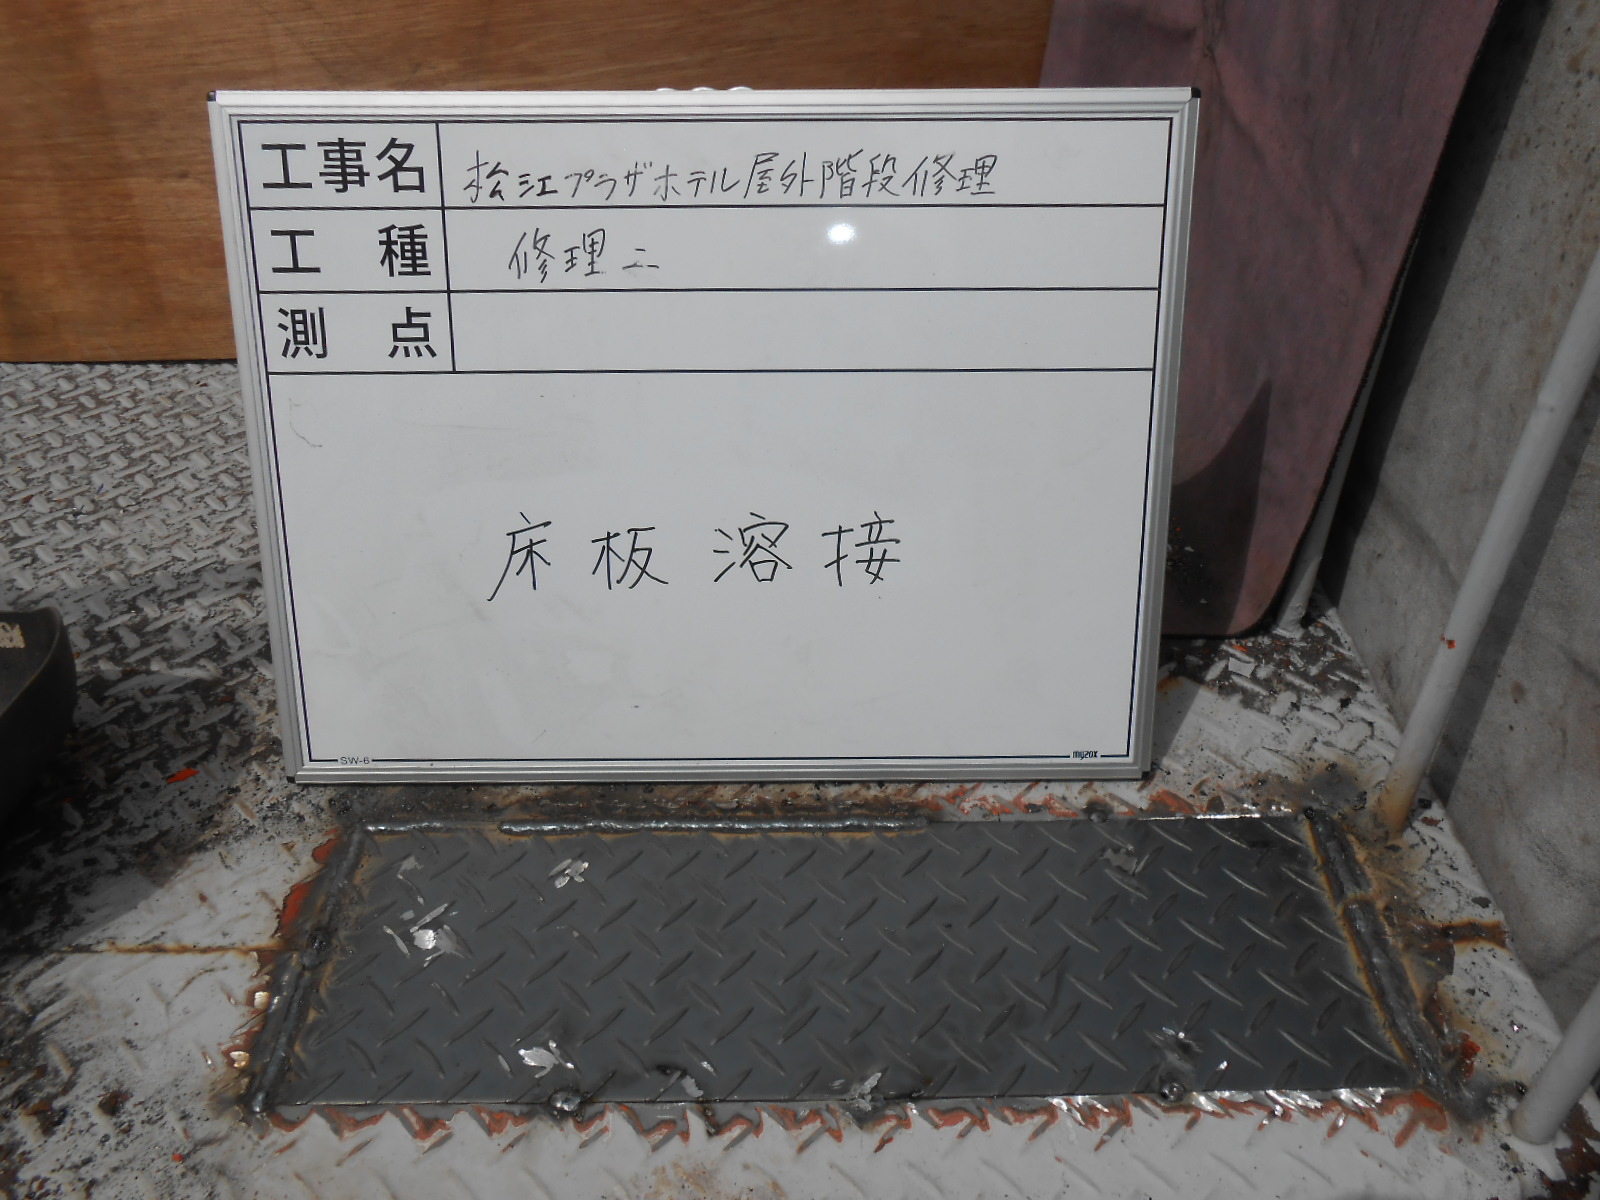 工事名 松江プラザホテル屋外階段修理
工種 修理工
測点
床板溶接
SW-6 myzox